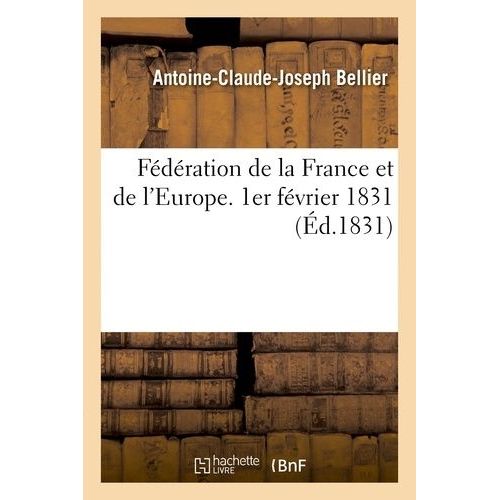 Antoine-Claude-Joseph Bellier
Fédération de la France et
de l'Europe. 1er février 1831
(Éd.1831)
hachette
LIVRE
{BnF